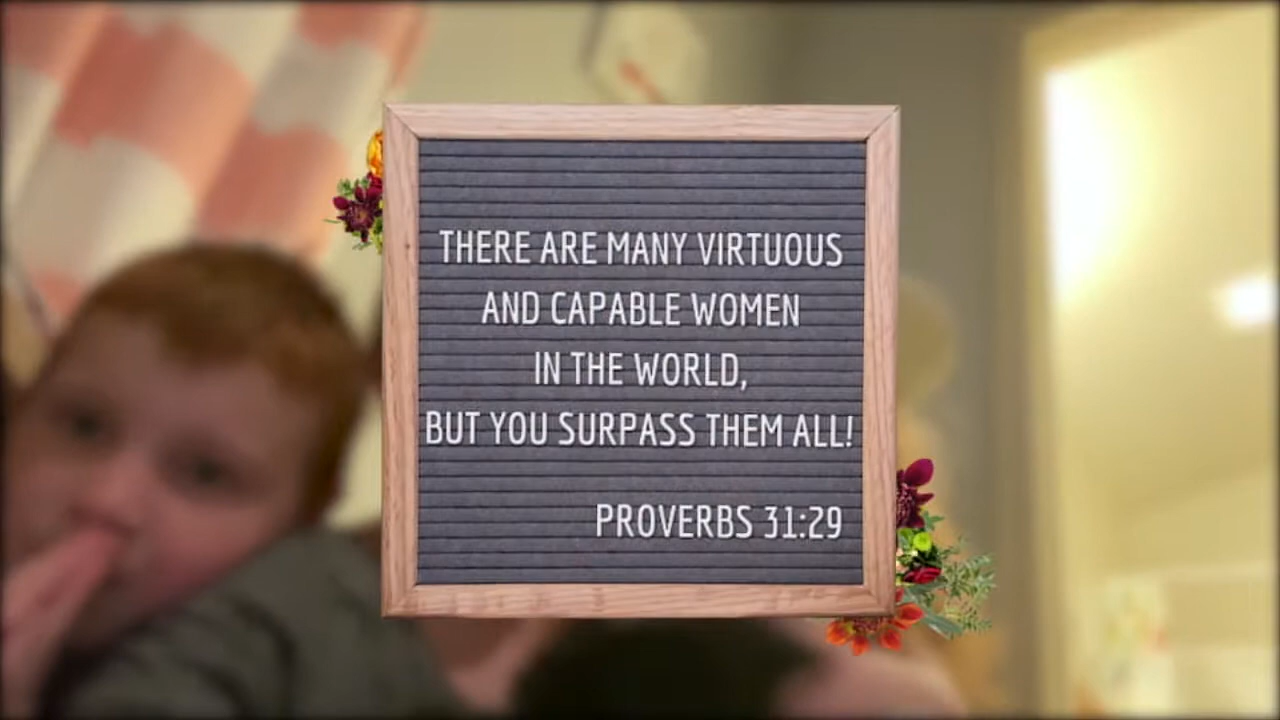 THERE ARE MANY VIRTUOUS
AND CAPABLE WOMEN
IN THE WORLD,
BUT YOU SURPASS THEM ALL!
PROVERBS 31:29